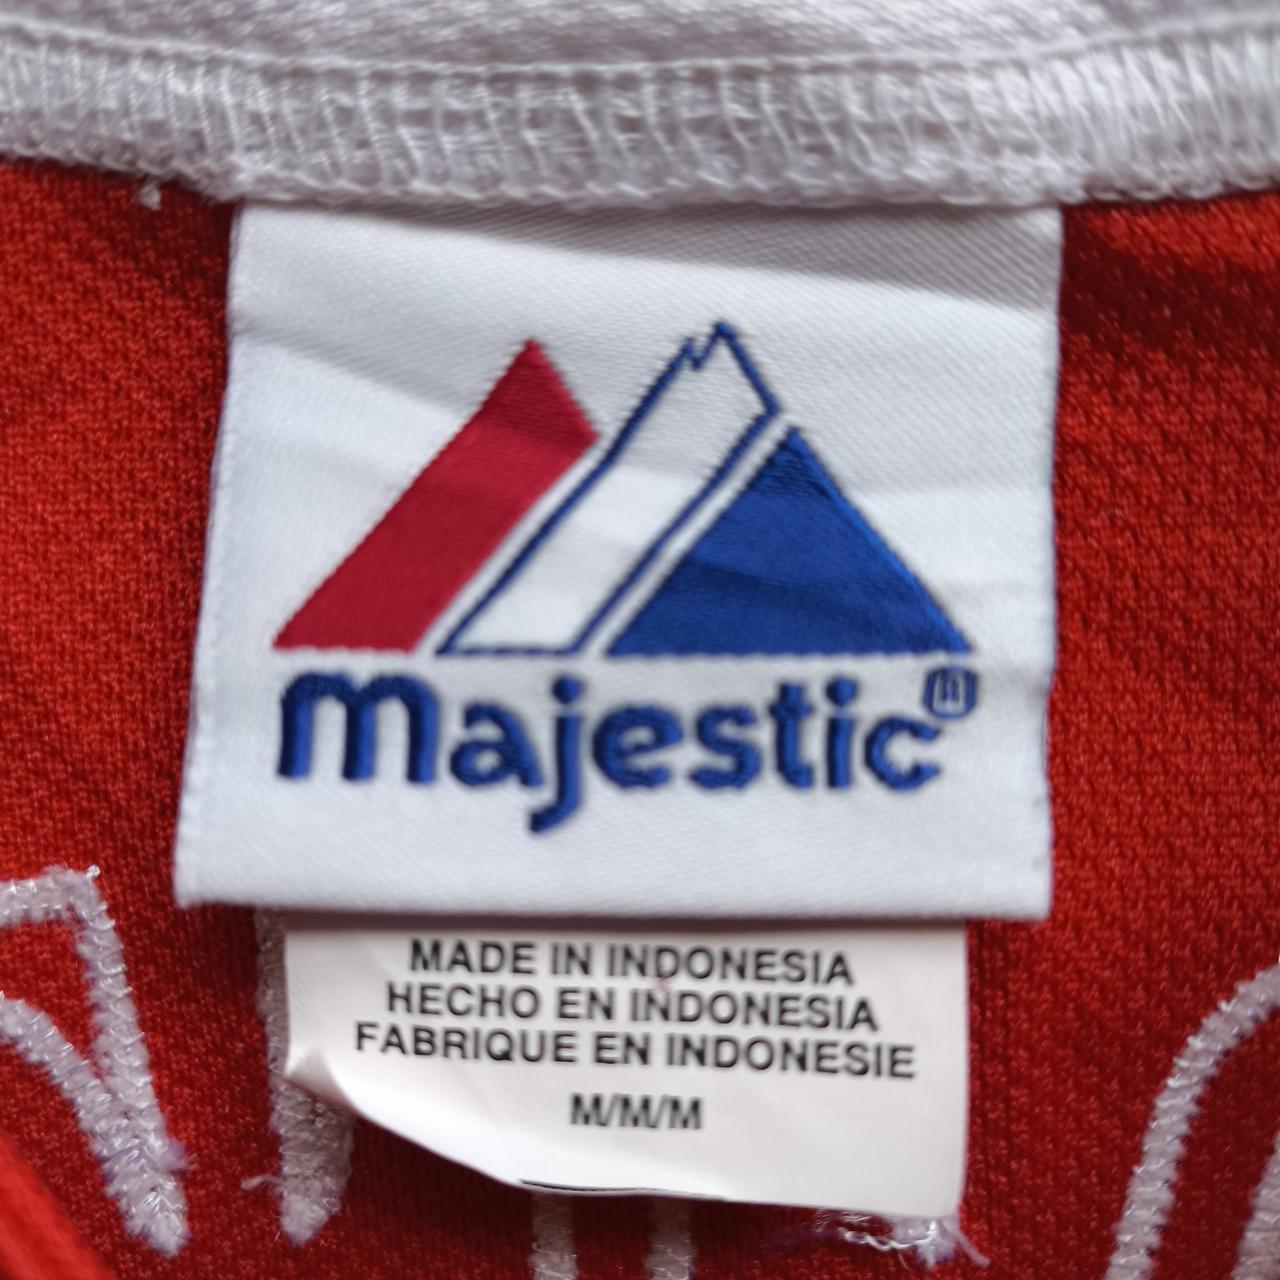 majestic®
MADE IN INDONESIA
HECHO EN INDONESIA
FABRIQUE EN INDONESIE
M/M/M